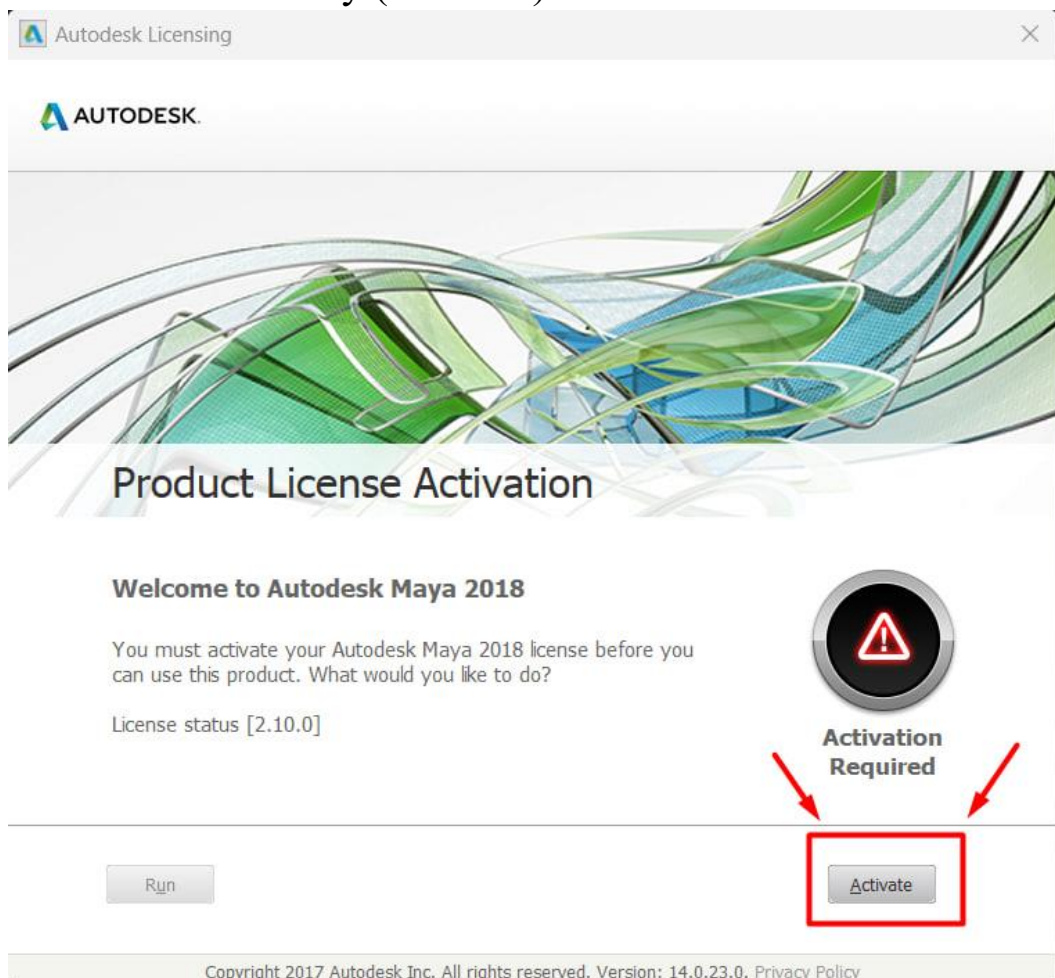 Autodesk Licensing
AUTODESK.
Product License Activation
Welcome to Autodesk Maya 2018
You must activate your Autodesk Maya 2018 license before you
can use this product. What would you like to do?
License status [2.10.0]
Activation
Required
Run
Activate
Copyright 2017 Autodesk Inc. All rights reserved. Version: 14.0.23.0. Privacy Policy